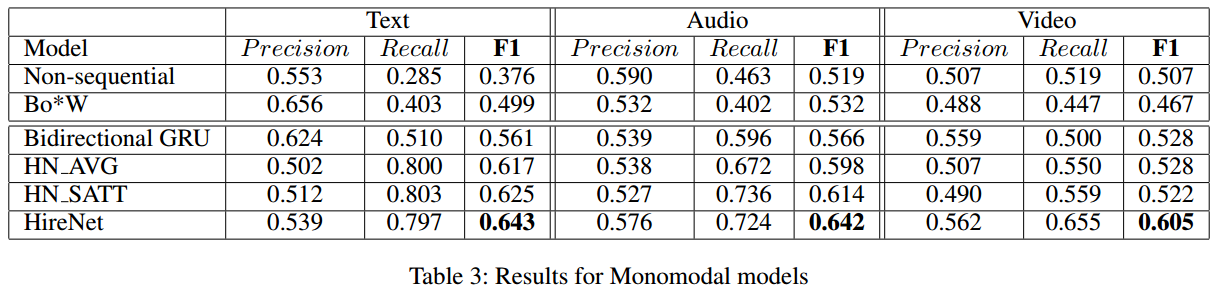 Text Audio Video
Model Precision Recall F1 Precision Recall F1 Precision Recall F1
Non-sequential 0.553 0.285 0.376 0.590 0.463 0.519 0.507 0.519 0.507
Bo*W 0.656 0.403 0.499 0.532 0.402 0.532 0.488 0.447 0.467
Bidirectional GRU 0.624 0.510 0.561 0.539 0.596 0.566 0.559 0.500 0.528
HN_AVG 0.502 0.800 0.617 0.538 0.672 0.598 0.507 0.550 0.528
HN_SATT 0.512 0.803 0.625 0.527 0.736 0.614 0.490 0.559 0.522
HireNet 0.539 0.797 0.643 0.576 0.724 0.642 0.562 0.655 0.605
Table 3: Results for Monomodal models